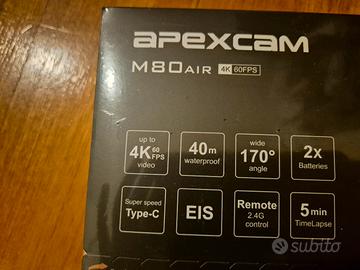 APEXCAM
M80AIR 4K 60FPS
up to
4K 60 FPS
video
40m
waterproof
wide
170°
angle
2x
Batteries
Super speed
Type-C
EIS
Remote
2.4G
control
5min
TimeLapse
subito